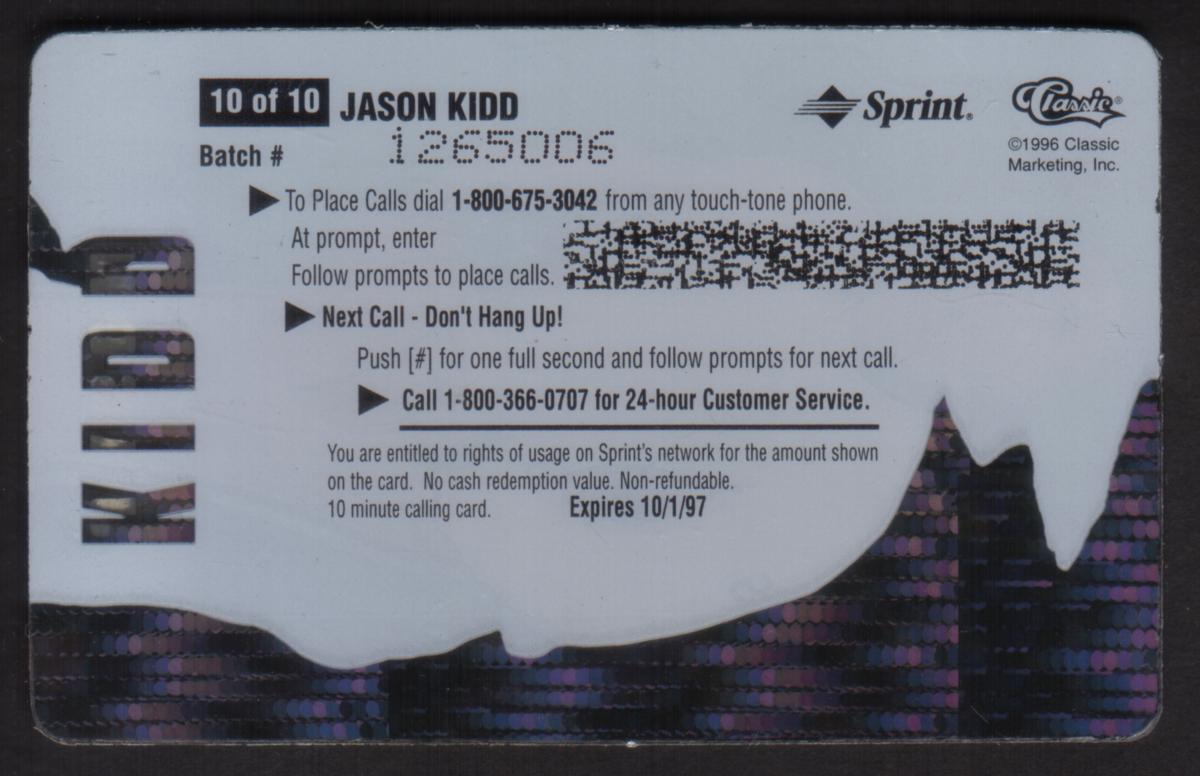 10 of 10 JASON KIDD
Sprint.
Classic®
Batch # 1265006
©1996 Classic
Marketing, Inc.
To Place Calls dial 1-800-675-3042 from any touch-tone phone.
At prompt, enter
Follow prompts to place calls.
Next Call - Don't Hang Up!
Push [#] for one full second and follow prompts for next call.
Call 1-800-366-0707 for 24-hour Customer Service.
You are entitled to rights of usage on Sprint's network for the amount shown
on the card. No cash redemption value. Non-refundable.
10 minute calling card. Expires 10/1/97
KIDD